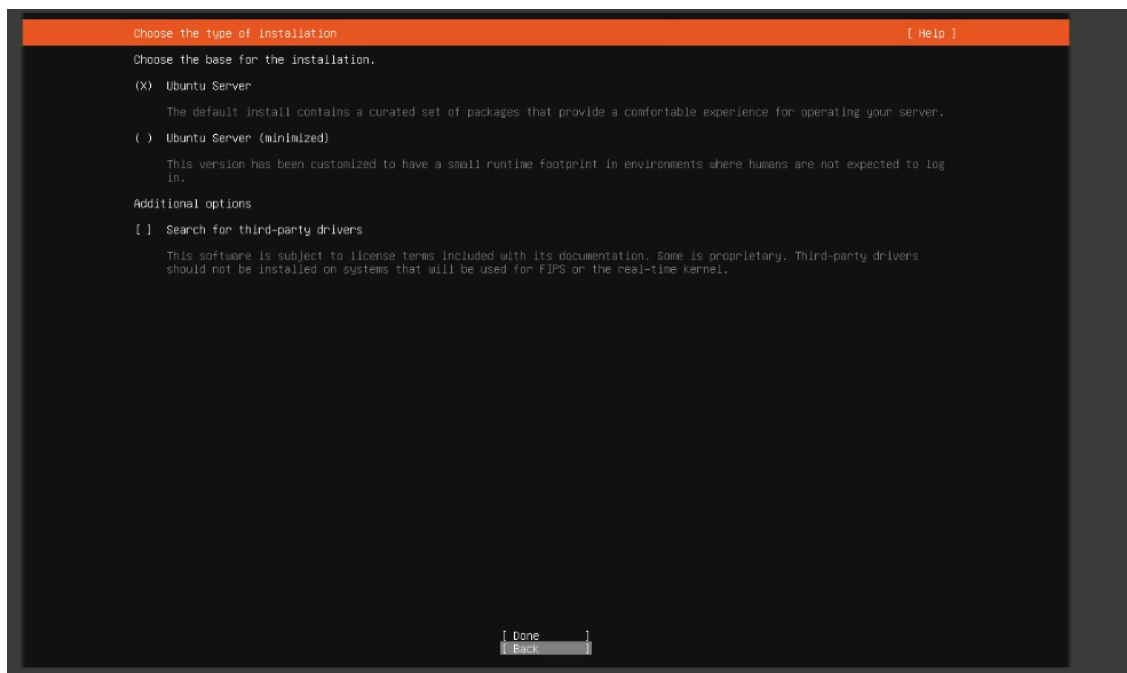 Choose the type of installation [ Help ]
Choose the base for the installation.
(X) Ubuntu Server
The default install contains a curated set of packages that provide a comfortable experience for operating your server.
( ) Ubuntu Server (minimized)
This version has been customized to have a small runtime footprint in environments where humans are not expected to log
in.
Additional options
[ ] Search for third-party drivers
This software is subject to license terms included with its documentation. Some is proprietary. Third-party drivers
should not be installed on systems that will be used for FIPS or the real-time kernel.
[ Done ]
[ Back ]